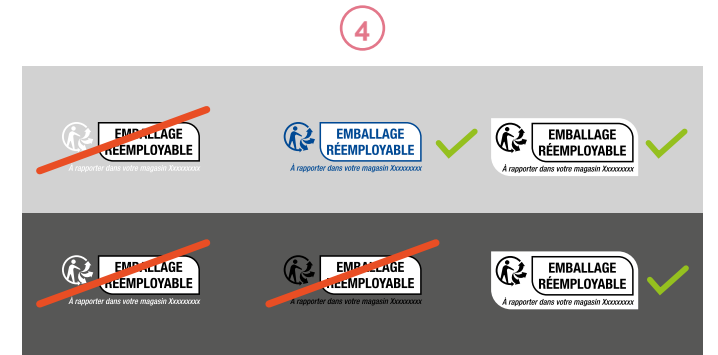 4
EMBALLAGE
RÉEMPLOYABLE
À rapporter dans votre magasin Xxxxxxxxx
EMBALLAGE
RÉEMPLOYABLE
À rapporter dans votre magasin Xxxxxxxxx
EMBALLAGE
RÉEMPLOYABLE
À rapporter dans votre magasin Xxxxxxxxx
EMBALLAGE
RÉEMPLOYABLE
À rapporter dans votre magasin Xxxxxxxxx
EMBALLAGE
RÉEMPLOYABLE
À rapporter dans votre magasin Xxxxxxxxx
EMBALLAGE
RÉEMPLOYABLE
À rapporter dans votre magasin Xxxxxxxxx